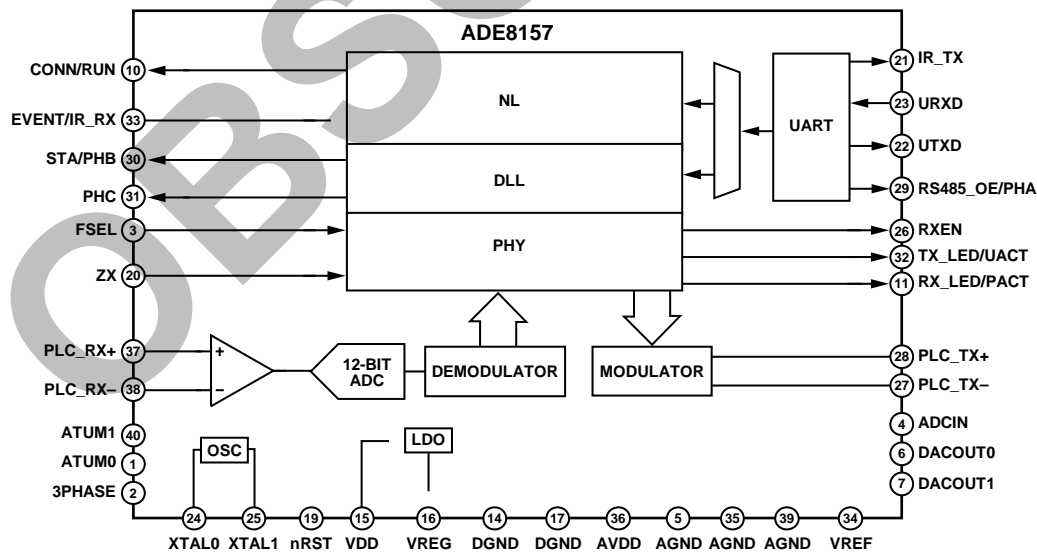 ADE8157
CONN/RUN 10
EVENT/IR_RX 33
STA/PHB 30
PHC 31
FSEL 3
ZX 20
PLC_RX+ 37
PLC_RX– 38
ATUM1 40
ATUM0 1
3PHASE 2
NL
DLL
PHY
UART
21 IR_TX
23 URXD
22 UTXD
29 RS485_OE/PHA
26 RXEN
32 TX_LED/UACT
11 RX_LED/PACT
28 PLC_TX+
27 PLC_TX–
4 ADCIN
6 DACOUT0
7 DACOUT1
+
–
12-BIT
ADC
DEMODULATOR
MODULATOR
OSC
LDO
24 25 19 15 16 14 17 36 5 35 39 34
XTAL0 XTAL1 nRST VDD VREG DGND DGND AVDD AGND AGND AGND VREF
OBS